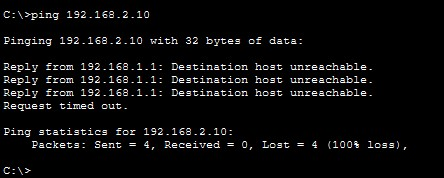 C:\>ping 192.168.2.10
Pinging 192.168.2.10 with 32 bytes of data:
Reply from 192.168.1.1: Destination host unreachable.
Reply from 192.168.1.1: Destination host unreachable.
Reply from 192.168.1.1: Destination host unreachable.
Request timed out.
Ping statistics for 192.168.2.10:
    Packets: Sent = 4, Received = 0, Lost = 4 (100% loss),
C:\>